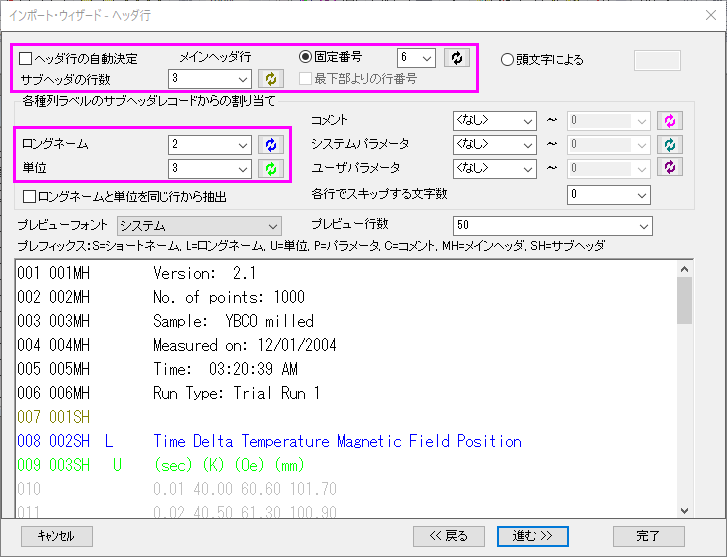 インポート・ウィザード - ヘッダ行
ヘッダ行の自動決定 メインヘッダ行 固定番号 6 頭文字による
サブヘッダの行数 3 最下部よりの行番号
各種列ラベルのサブヘッダレコードからの割り当て
コメント <なし> ～ 0
ロングネーム 2 システムパラメータ <なし> ～ 0
単位 3 ユーザパラメータ <なし> ～ 0
ロングネームと単位を同じ行から抽出 各行でスキップする文字数 0
プレビューフォント システム プレビュー行数 50
プレフィックス：S=ショートネーム, L=ロングネーム, U=単位, P=パラメータ, C=コメント, MH=メインヘッダ, SH=サブヘッダ
001 001MH Version: 2.1
002 002MH No. of points: 1000
003 003MH Sample: YBCO milled
004 004MH Measured on: 12/01/2004
005 005MH Time: 03:20:39 AM
006 006MH Run Type: Trial Run 1
007 001SH
008 002SH L Time Delta Temperature Magnetic Field Position
009 003SH U (sec) (K) (Oe) (mm)
010 0.01 40.00 60.60 101.70
011 0.02 40.50 61.30 100.90
キャンセル << 戻る 進む >> 完了